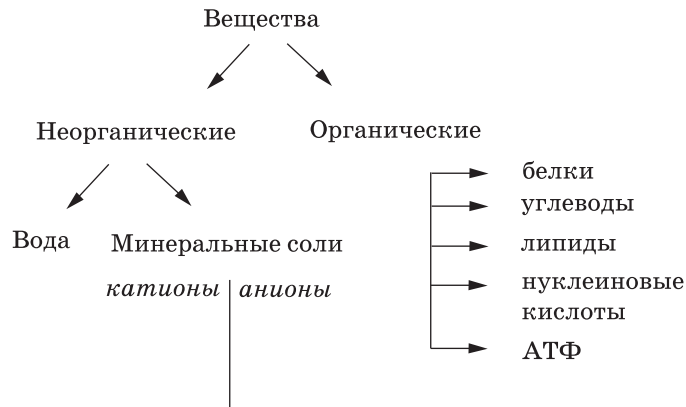 Вещества
Неорганические
Органические
Вода
Минеральные соли
катионы анионы
белки
углеводы
липиды
нуклеиновые
кислоты
АТФ